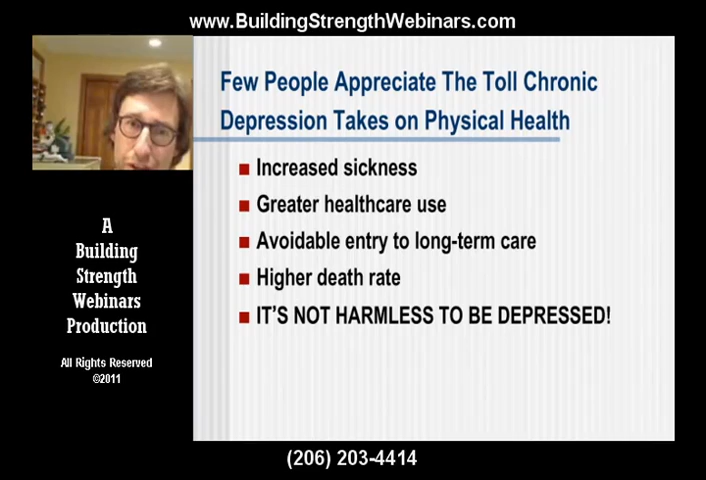 www.BuildingStrengthWebinars.com
Few People Appreciate The Toll Chronic
Depression Takes on Physical Health
Increased sickness
Greater healthcare use
Avoidable entry to long-term care
Higher death rate
IT'S NOT HARMLESS TO BE DEPRESSED!
A
Building
Strength
Webinars
Production
All Rights Reserved
©2011
(206) 203-4414